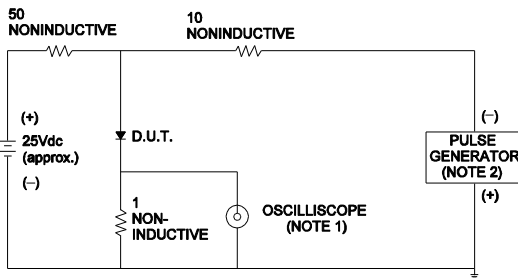 50
NONINDUCTIVE
10
NONINDUCTIVE
(+)
25Vdc
(approx.)
(–)
D.U.T.
1
NON-
INDUCTIVE
OSCILLISCOPE
(NOTE 1)
(–)
PULSE
GENERATOR
(NOTE 2)
(+)